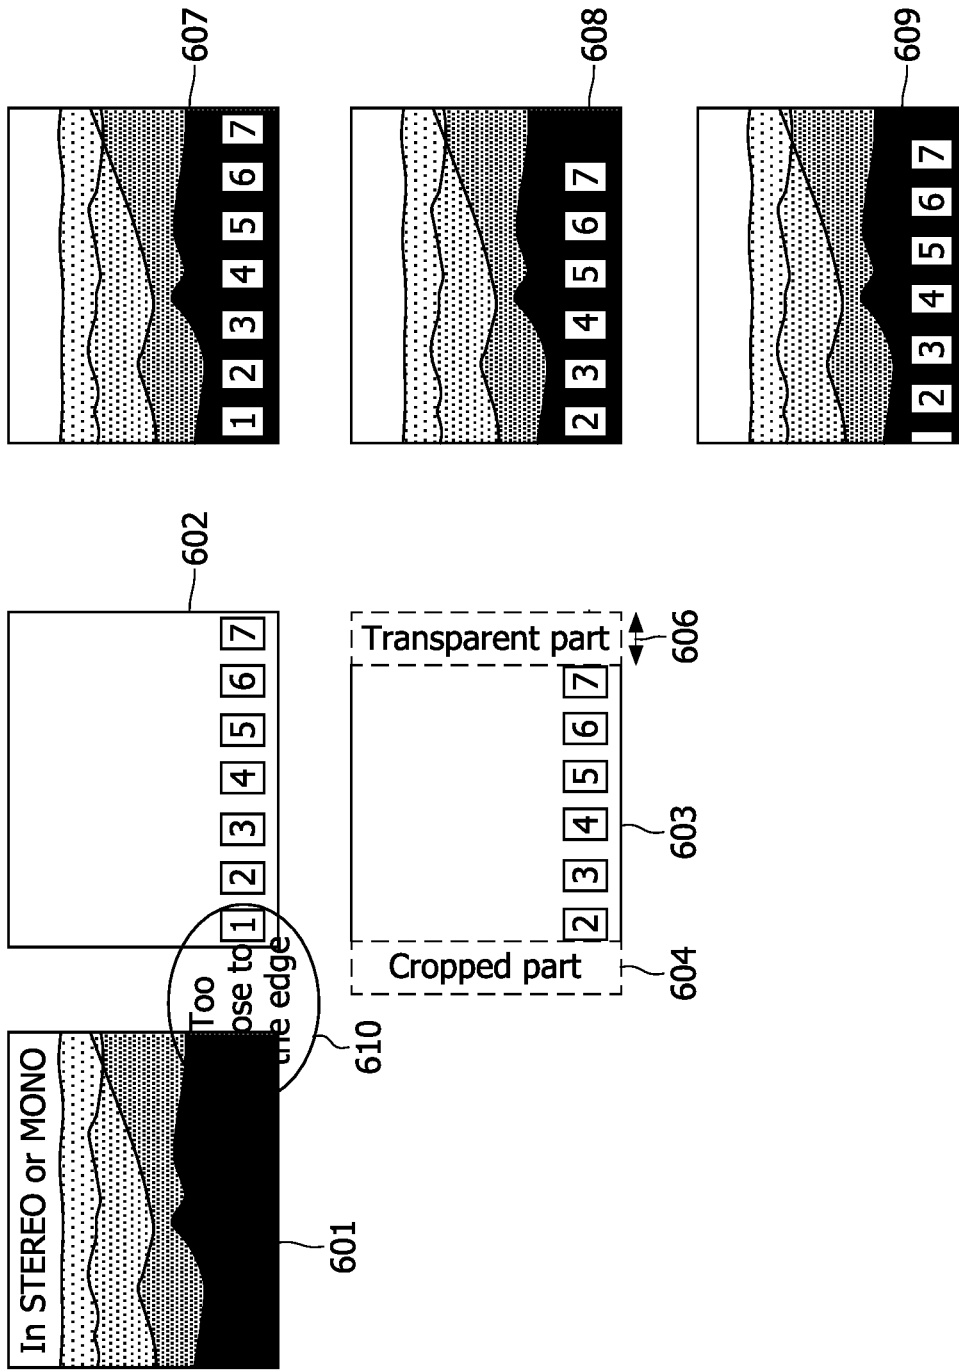 In STEREO or MONO
601
Too
ose to
the edge
610
1 2 3 4 5 6 7
602
1 2 3 4 5 6 7
607
Cropped part
604
2 3 4 5 6 7
603
Transparent part
606
2 3 4 5 6 7
608
2 3 4 5 6 7
609